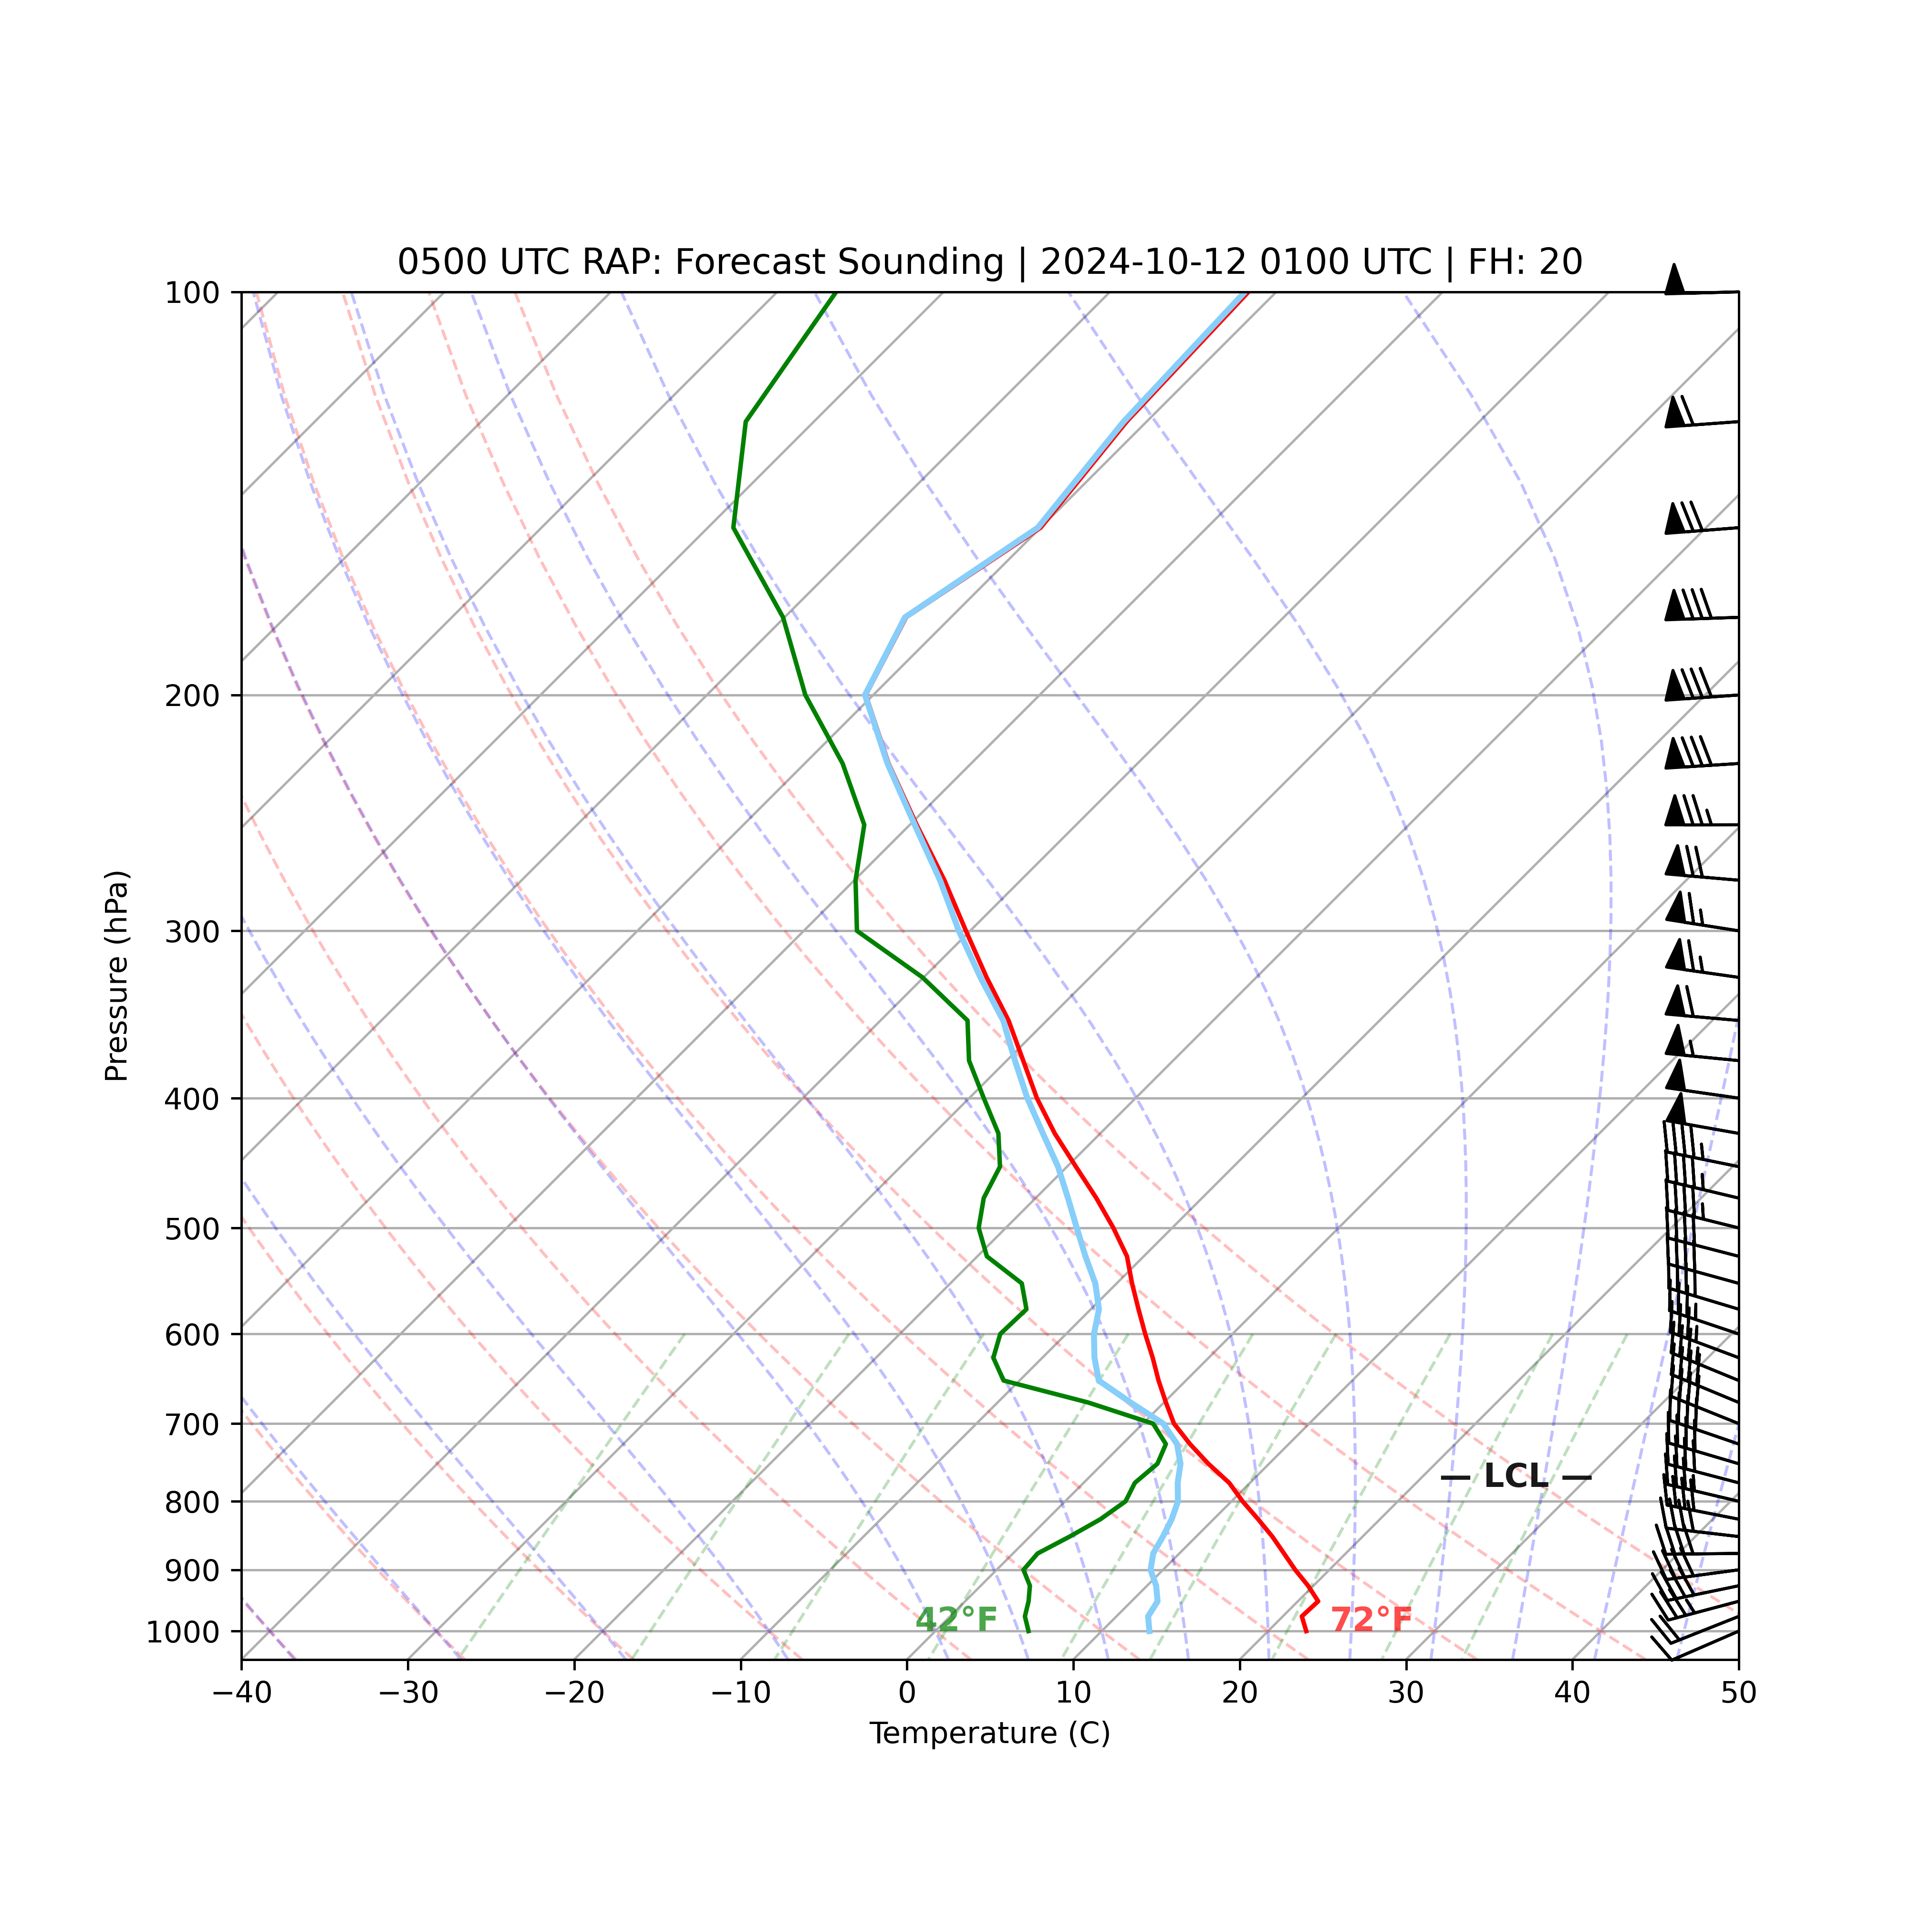 0500 UTC RAP: Forecast Sounding | 2024-10-12 0100 UTC | FH: 20
100
200
300
400
500
600
700
800
900
1000
Pressure (hPa)
— LCL —
42°F
72°F
−40 −30 −20 −10 0 10 20 30 40 50
Temperature (C)